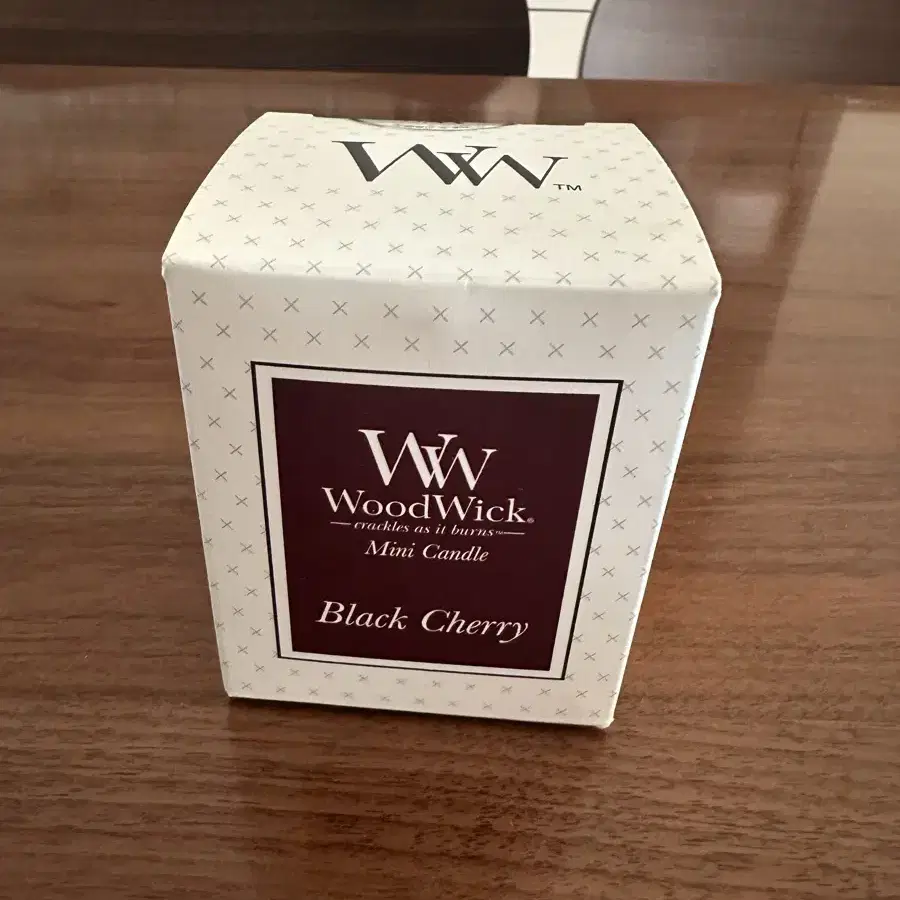 WW™
WW
WoodWick®
crackles as it burns™
Mini Candle
Black Cherry